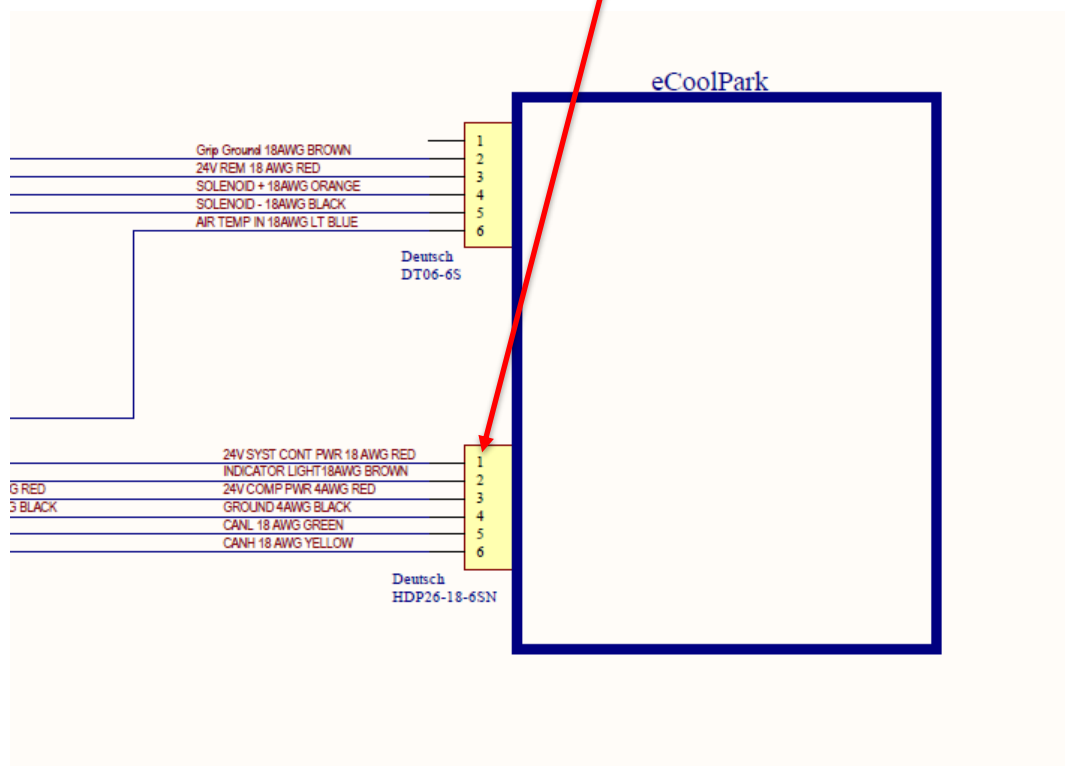 eCoolPark
1
Grip Ground 18AWG BROWN 2
24V REM 18 AWG RED 3
SOLENOID + 18AWG ORANGE 4
SOLENOID - 18AWG BLACK 5
AIR TEMP IN 18AWG LT BLUE 6
Deutsch
DT06-6S
24V SYST CONT PWR 18 AWG RED 1
INDICATOR LIGHT18AWG BROWN 2
G RED 24V COMP PWR 4AWG RED 3
G BLACK GROUND 4AWG BLACK 4
CANL 18 AWG GREEN 5
CANH 18 AWG YELLOW 6
Deutsch
HDP26-18-6SN